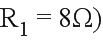 R₁ = 8Ω)